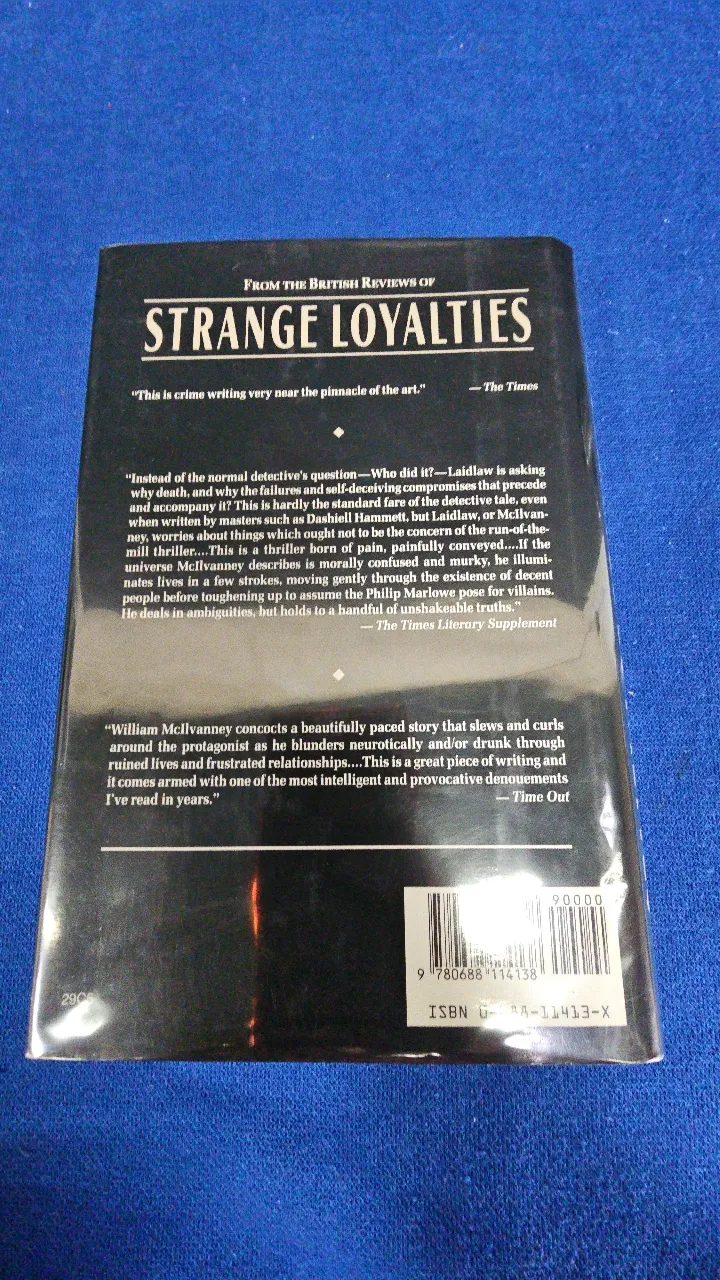 FROM THE BRITISH REVIEWS OF
STRANGE LOYALTIES
"This is crime writing very near the pinnacle of the art." — The Times
"Instead of the normal detective's question—Who did it?—Laidlaw is asking
why death, and why the failures and self-deceiving compromises that precede
and accompany it? This is hardly the standard fare of the detective tale, even
when written by masters such as Dashiell Hammett, but Laidlaw, or McIlvan-
ney, worries about things which ought not to be the concern of the run-of-the-
mill thriller....This is a thriller born of pain, painfully conveyed....If the
universe McIlvanney describes is morally confused and murky, he illumi-
nates lives in a few strokes, moving gently through the existence of decent
people before toughening up to assume the Philip Marlowe pose for villains.
He deals in ambiguities, but holds to a handful of unshakeable truths."
— The Times Literary Supplement
"William McIlvanney concocts a beautifully paced story that slews and curls
around the protagonist as he blunders neurotically and/or drunk through
ruined lives and frustrated relationships....This is a great piece of writing and
it comes armed with one of the most intelligent and provocative denouements
I've read in years." — Time Out
90000
9 780688 114138
ISBN 11413-X